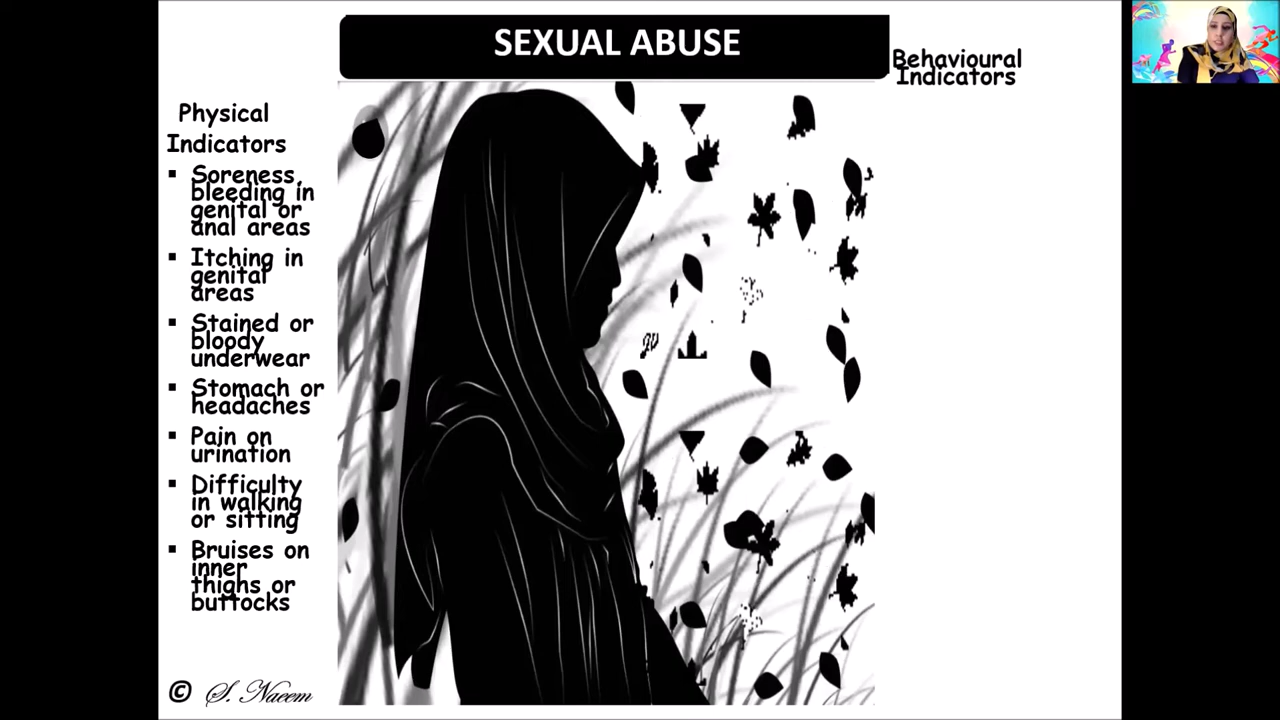 SEXUAL ABUSE
Behavioural
Indicators
Physical
Indicators
▪ Soreness,
bleeding in
genital or
anal areas
▪ Itching in
genital
areas
▪ Stained or
bloody
underwear
▪ Stomach or
headaches
▪ Pain on
urination
▪ Difficulty
in walking
or sitting
▪ Bruises on
inner
thighs or
buttocks
© S. Naeem